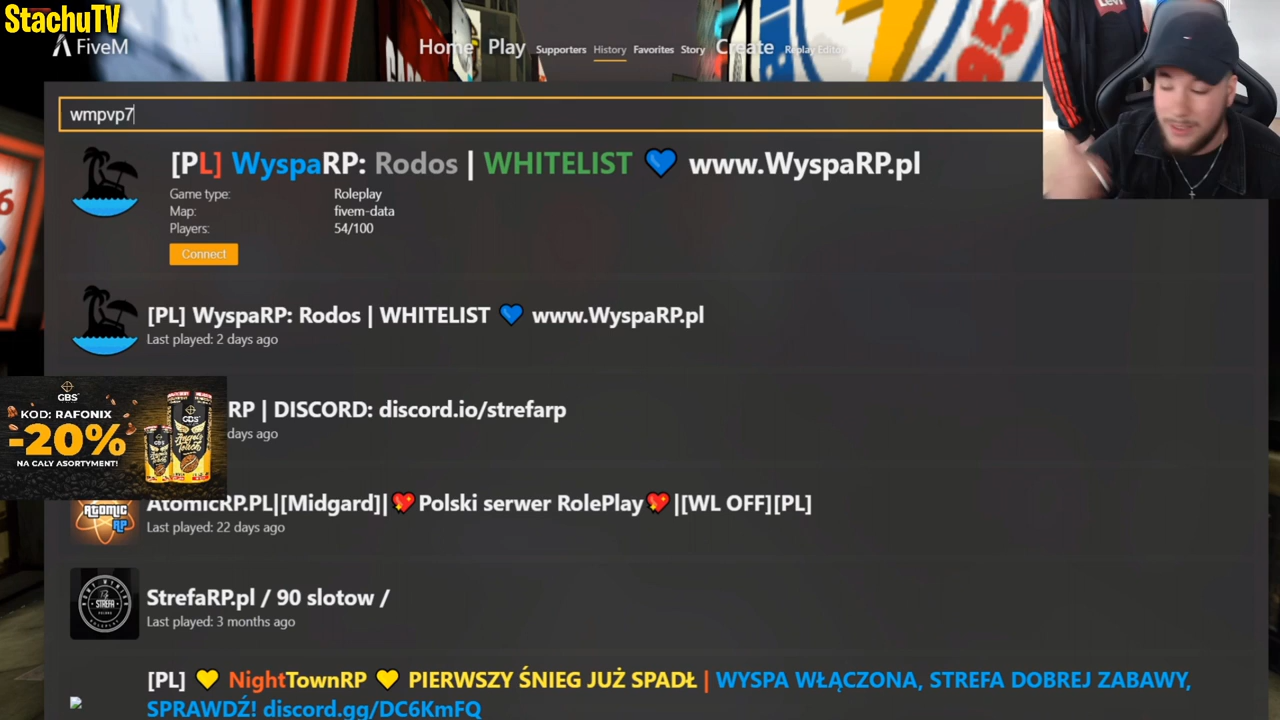 StachuTV
FiveM
Home Play Supporters History Favorites Story Create Replay Editor
Levi's
wmpvp7
[PL] WyspaRP: Rodos | WHITELIST 💙 www.WyspaRP.pl
Game type: Roleplay
Map: fivem-data
Players: 54/100
Connect
[PL] WyspaRP: Rodos | WHITELIST 💙 www.WyspaRP.pl
Last played: 2 days ago
RP | DISCORD: discord.io/strefarp
days ago
GBS
KOD: RAFONIX
-20%
NA CAŁY ASORTYMENT!
AtomicRP.PL|[Midgard]|💖Polski serwer RolePlay💖|[WL OFF][PL]
Last played: 22 days ago
ATOMIC
RP
StrefaRP.pl / 90 slotow /
Last played: 3 months ago
STREFA
[PL] 💛 NightTownRP 💛 PIERWSZY ŚNIEG JUŻ SPADŁ | WYSPA WŁĄCZONA, STREFA DOBREJ ZABAWY,
SPRAWDŹ! discord.gg/DC6KmFQ